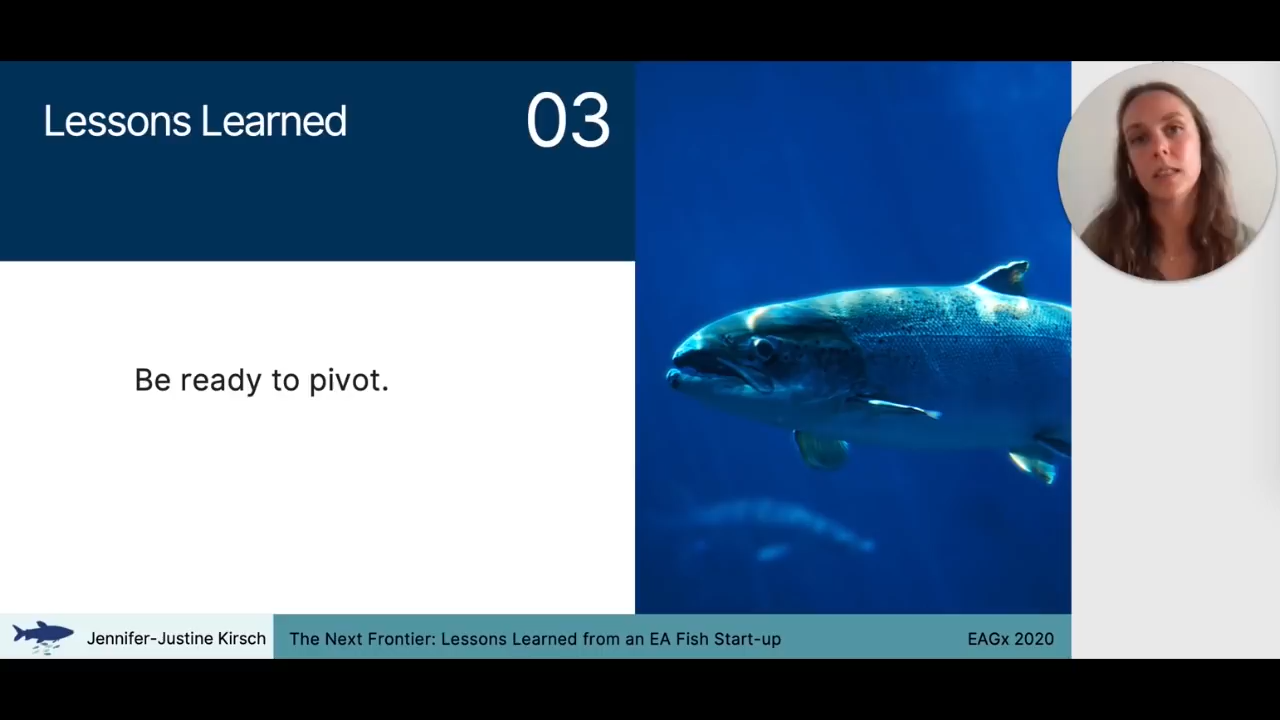 Lessons Learned
03
Be ready to pivot.
Jennifer-Justine Kirsch
The Next Frontier: Lessons Learned from an EA Fish Start-up
EAGx 2020